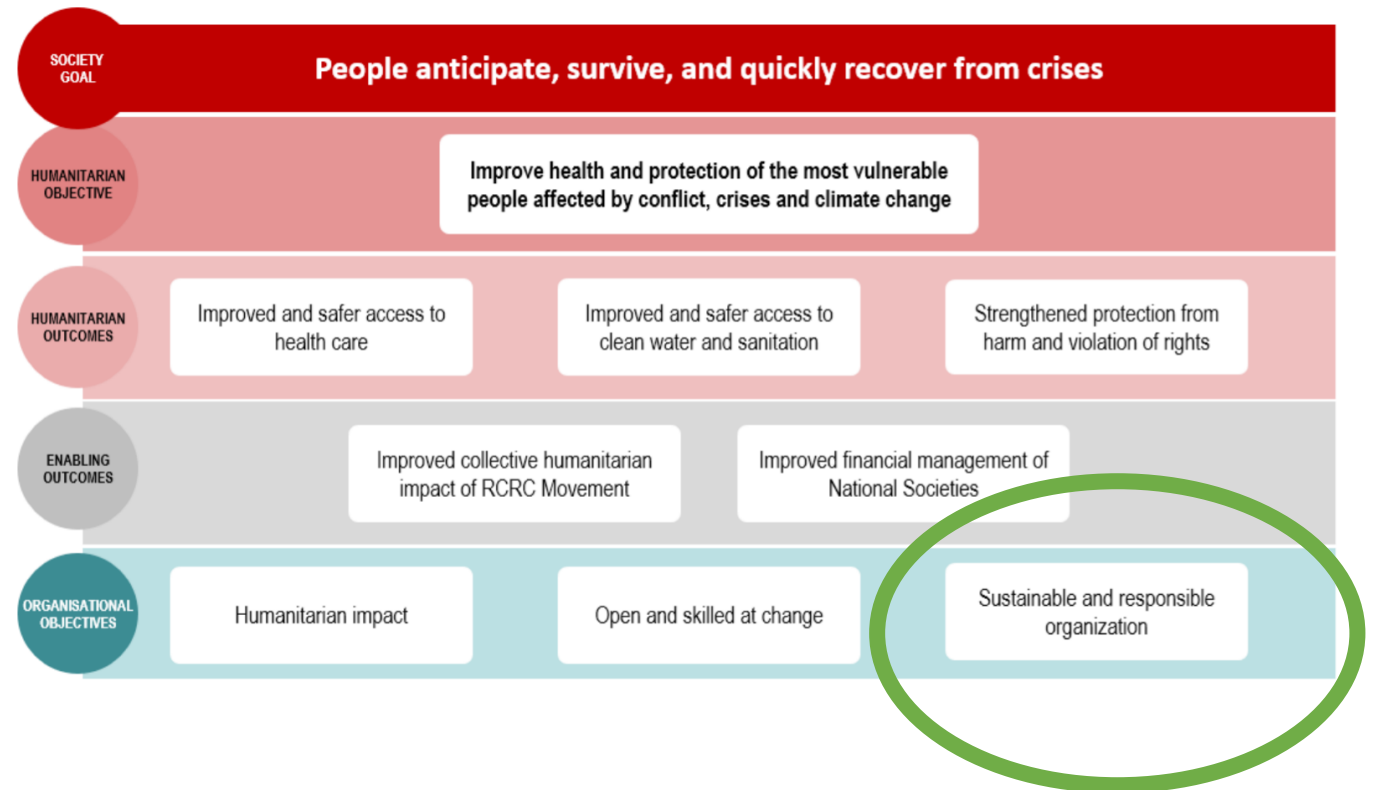 SOCIETY
GOAL
People anticipate, survive, and quickly recover from crises
HUMANITARIAN
OBJECTIVE
Improve health and protection of the most vulnerable
people affected by conflict, crises and climate change
HUMANITARIAN
OUTCOMES
Improved and safer access to
health care
Improved and safer access to
clean water and sanitation
Strengthened protection from
harm and violation of rights
ENABLING
OUTCOMES
Improved collective humanitarian
impact of RCRC Movement
Improved financial management of
National Societies
ORGANISATIONAL
OBJECTIVES
Humanitarian impact
Open and skilled at change
Sustainable and responsible
organization